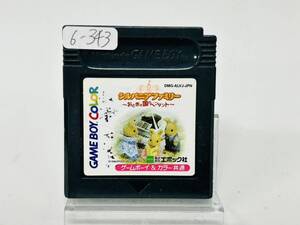 6-343
GAME BOY COLOR
DMG-ALVJ-JPN
シルバニアファミリー
～おとぎの国のペンダント～
エポック社
ゲームボーイ＆カラー共通